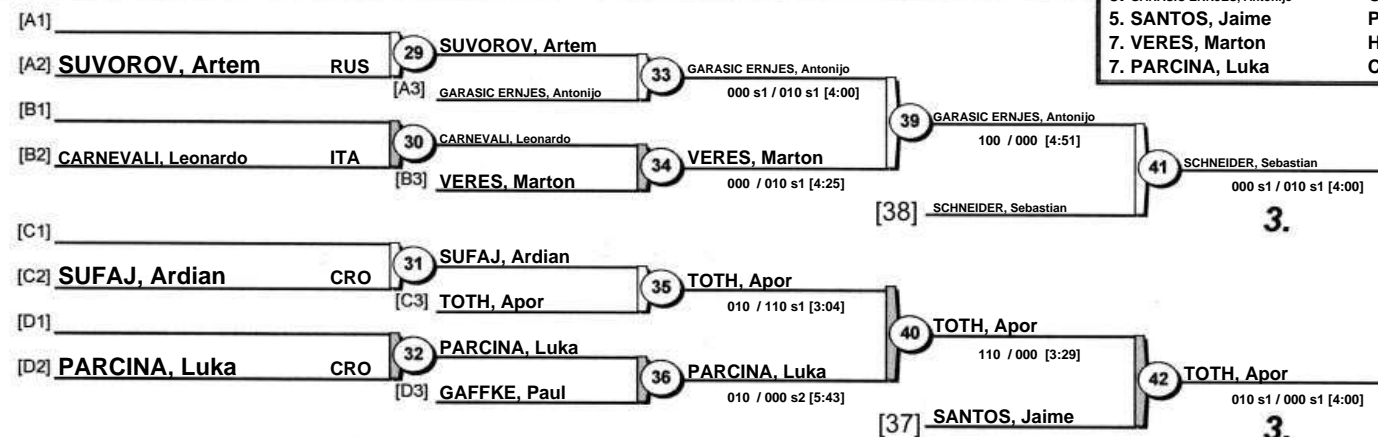 5. SANTOS, Jaime P
7. VERES, Marton H
7. PARCINA, Luka C
[A1]
[A2] SUVOROV, Artem RUS
29 SUVOROV, Artem
[A3] GARASIC ERNJES, Antonijo
33 GARASIC ERNJES, Antonijo
000 s1 / 010 s1 [4:00]
[B1]
[B2] CARNEVALI, Leonardo ITA
30 CARNEVALI, Leonardo
[B3] VERES, Marton
34 VERES, Marton
000 / 010 s1 [4:25]
39 GARASIC ERNJES, Antonijo
100 / 000 [4:51]
[38] SCHNEIDER, Sebastian
41 SCHNEIDER, Sebastian
000 s1 / 010 s1 [4:00]
3.
[C1]
[C2] SUFAJ, Ardian CRO
31 SUFAJ, Ardian
[C3] TOTH, Apor
35 TOTH, Apor
010 / 110 s1 [3:04]
[D1]
[D2] PARCINA, Luka CRO
32 PARCINA, Luka
[D3] GAFFKE, Paul
36 PARCINA, Luka
010 / 000 s2 [5:43]
40 TOTH, Apor
110 / 000 [3:29]
[37] SANTOS, Jaime
42 TOTH, Apor
010 s1 / 000 s1 [4:00]
3.